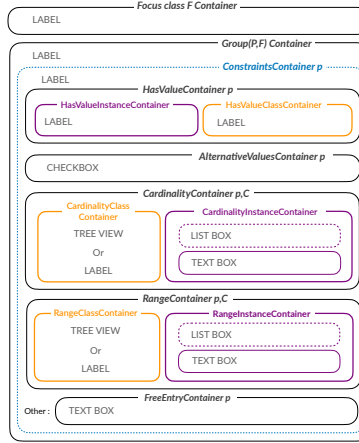 Focus class F Container
LABEL
Group(P,F) Container
LABEL
ConstraintsContainer p
LABEL
HasValueContainer p
HasValueInstanceContainer
HasValueClassContainer
LABEL
LABEL
AlternativeValuesContainer p
CHECKBOX
CardinalityContainer p,C
CardinalityClass
Container
CardinalityInstanceContainer
TREE VIEW
LIST BOX
Or
TEXT BOX
LABEL
RangeContainer p,C
RangeClassContainer
RangeInstanceContainer
TREE VIEW
LIST BOX
Or
TEXT BOX
LABEL
FreeEntryContainer p
Other : TEXT BOX